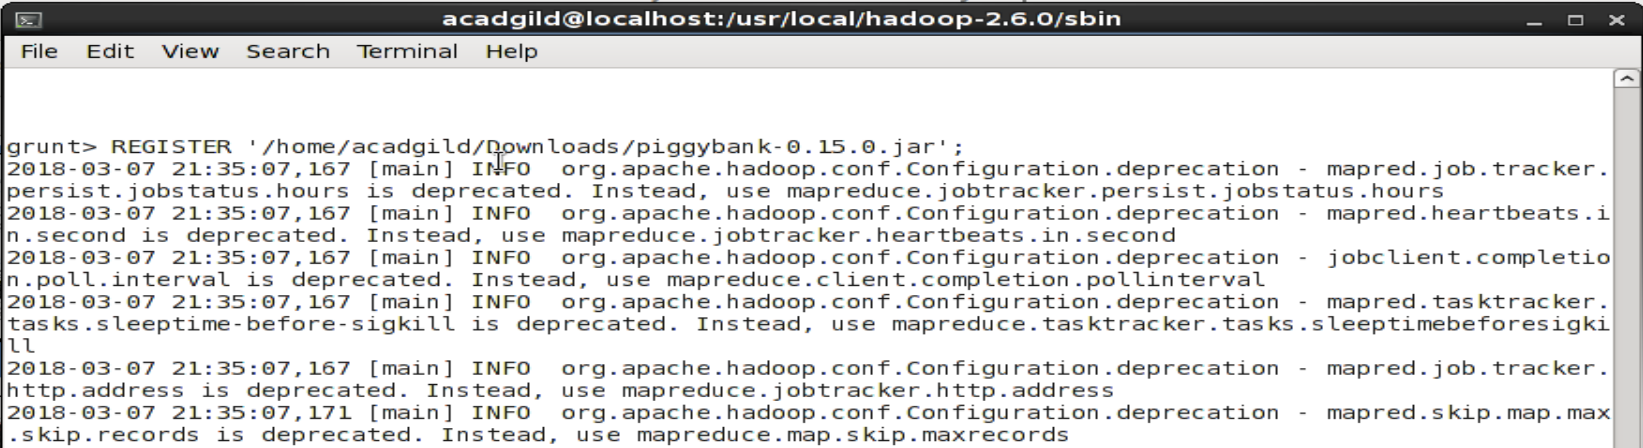 acadgild@localhost:/usr/local/hadoop-2.6.0/sbin
File Edit View Search Terminal Help
grunt> REGISTER '/home/acadgild/Downloads/piggybank-0.15.0.jar';
2018-03-07 21:35:07,167 [main] INFO  org.apache.hadoop.conf.Configuration.deprecation - mapred.job.tracker.
persist.jobstatus.hours is deprecated. Instead, use mapreduce.jobtracker.persist.jobstatus.hours
2018-03-07 21:35:07,167 [main] INFO  org.apache.hadoop.conf.Configuration.deprecation - mapred.heartbeats.i
n.second is deprecated. Instead, use mapreduce.jobtracker.heartbeats.in.second
2018-03-07 21:35:07,167 [main] INFO  org.apache.hadoop.conf.Configuration.deprecation - jobclient.completio
n.poll.interval is deprecated. Instead, use mapreduce.client.completion.pollinterval
2018-03-07 21:35:07,167 [main] INFO  org.apache.hadoop.conf.Configuration.deprecation - mapred.tasktracker.
tasks.sleeptime-before-sigkill is deprecated. Instead, use mapreduce.tasktracker.tasks.sleeptimebeforesigki
ll
2018-03-07 21:35:07,167 [main] INFO  org.apache.hadoop.conf.Configuration.deprecation - mapred.job.tracker.
http.address is deprecated. Instead, use mapreduce.jobtracker.http.address
2018-03-07 21:35:07,171 [main] INFO  org.apache.hadoop.conf.Configuration.deprecation - mapred.skip.map.max
.skip.records is deprecated. Instead, use mapreduce.map.skip.maxrecords